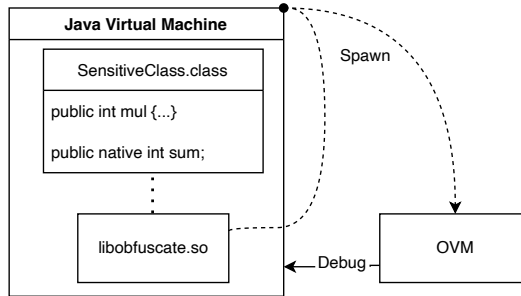 Java Virtual Machine
SensitiveClass.class
public int mul {...}
public native int sum;
libobfuscate.so
Spawn
OVM
Debug